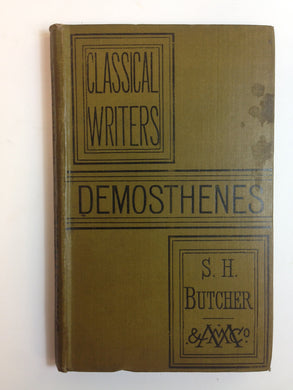 CLASSICAL
WRITERS
DEMOSTHENES
S. H.
BUTCHER